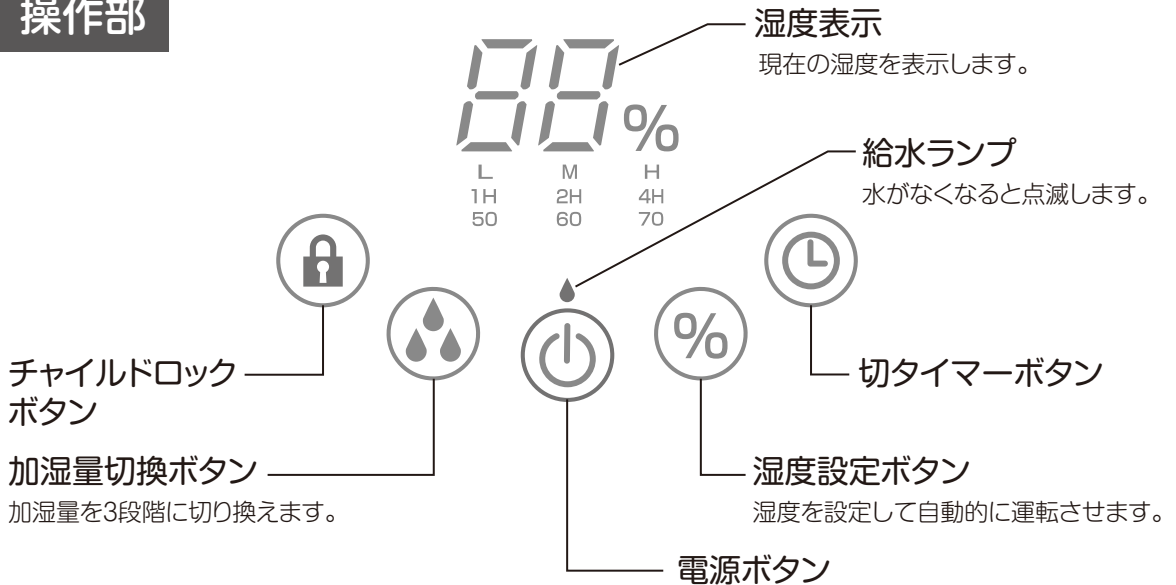 操作部
湿度表示
現在の湿度を表示します。
88%
L M H
1H 2H 4H
50 60 70
給水ランプ
水がなくなると点滅します。
%
チャイルドロック
ボタン
切タイマーボタン
加湿量切換ボタン
加湿量を3段階に切り換えます。
湿度設定ボタン
湿度を設定して自動的に運転させます。
電源ボタン